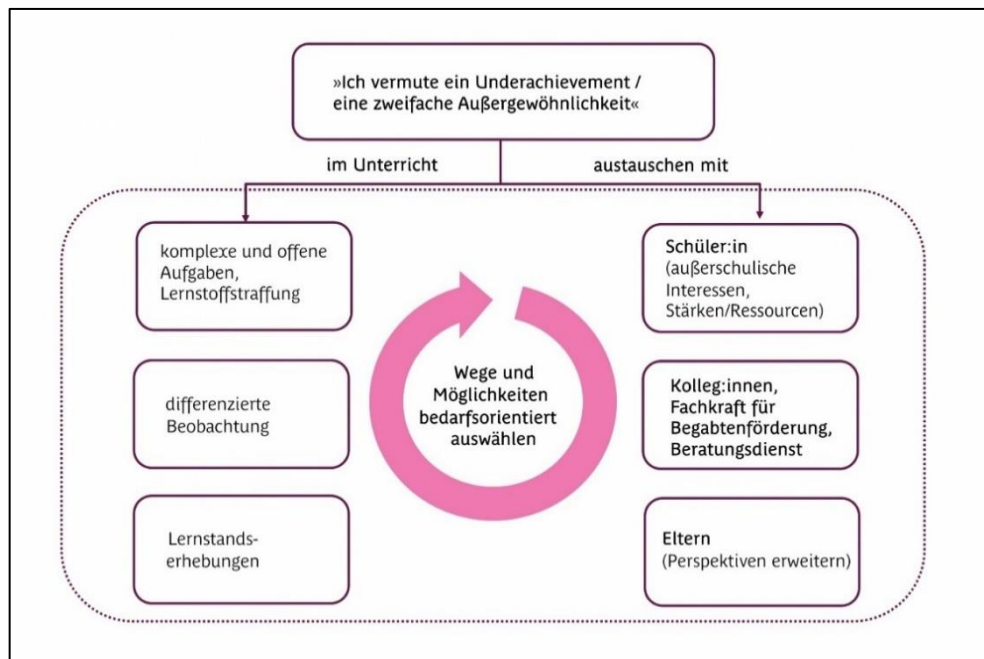 »Ich vermute ein Underachievement /
eine zweifache Außergewöhnlichkeit«
im Unterricht
austauschen mit
komplexe und offene
Aufgaben,
Lernstoffstraffung
differenzierte
Beobachtung
Lernstands-
erhebungen
Wege und
Möglichkeiten
bedarfsorientiert
auswählen
Schüler:in
(außerschulische
Interessen,
Stärken/Ressourcen)
Kolleg:innen,
Fachkraft für
Begabtenförderung,
Beratungsdienst
Eltern
(Perspektiven erweitern)